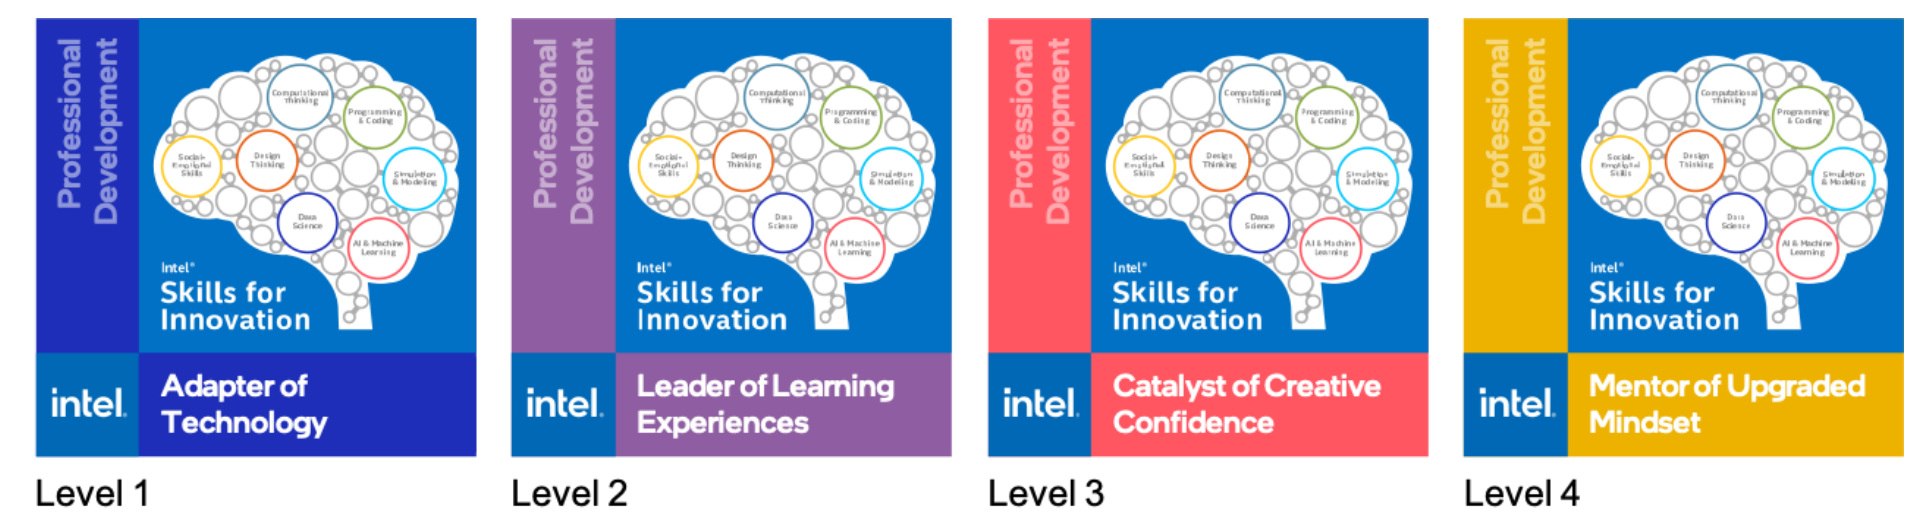 Professional
Development
Computational
Thinking
Programming
& Coding
Social-
Emotional
Skills
Design
Thinking
Simulation
& Modeling
Data
Science
AI & Machine
Learning
Intel®
Skills for
Innovation
intel.
Adapter of
Technology
Level 1
Professional
Development
Computational
Thinking
Programming
& Coding
Social-
Emotional
Skills
Design
Thinking
Simulation
& Modeling
Data
Science
AI & Machine
Learning
Intel®
Skills for
Innovation
intel.
Leader of Learning
Experiences
Level 2
Professional
Development
Computational
Thinking
Programming
& Coding
Social-
Emotional
Skills
Design
Thinking
Simulation
& Modeling
Data
Science
AI & Machine
Learning
Intel®
Skills for
Innovation
intel.
Catalyst of Creative
Confidence
Level 3
Professional
Development
Computational
Thinking
Programming
& Coding
Social-
Emotional
Skills
Design
Thinking
Simulation
& Modeling
Data
Science
AI & Machine
Learning
Intel®
Skills for
Innovation
intel.
Mentor of Upgraded
Mindset
Level 4